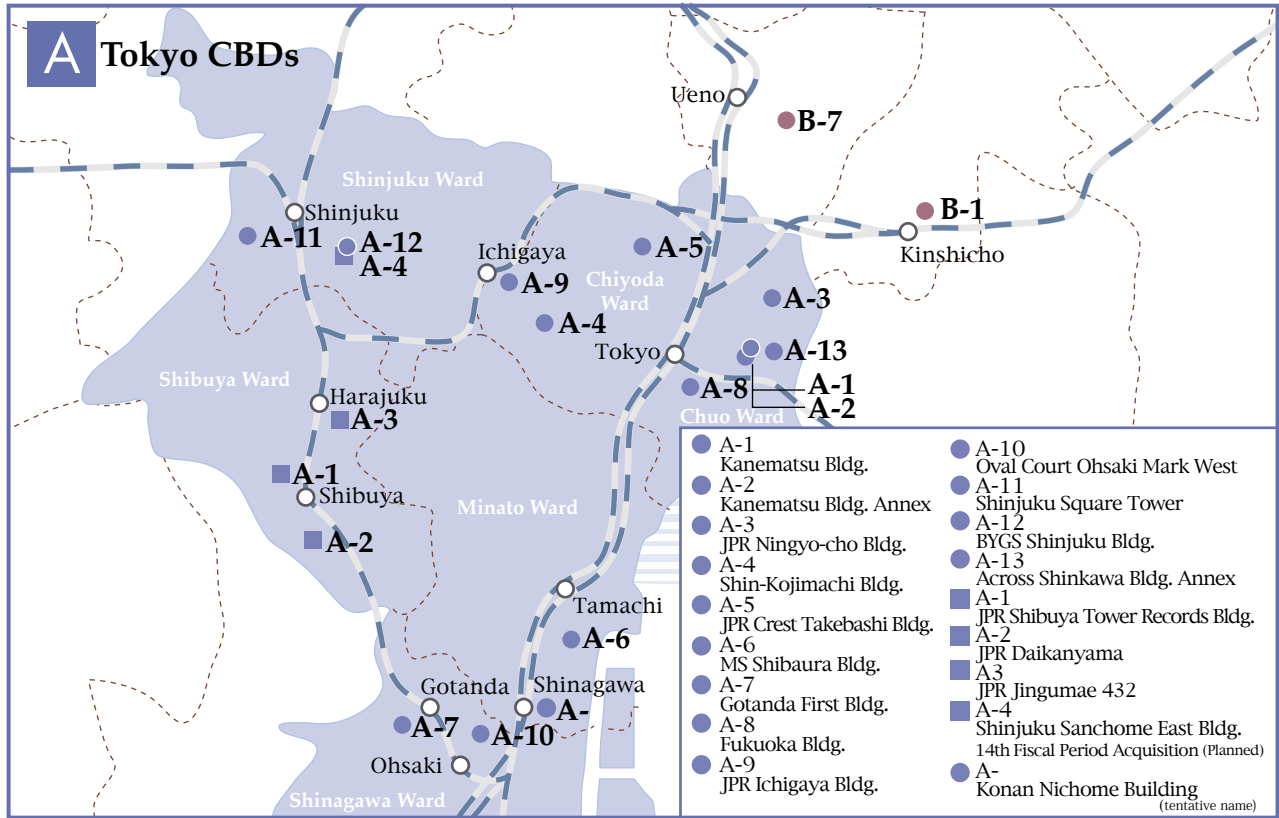 A Tokyo CBDs
Ueno
B-7
Shinjuku Ward
B-1
Shinjuku
A-11
A-12
A-4
Ichigaya
A-9
A-5
Kinshicho
Chiyoda
Ward
A-3
A-4
Tokyo
A-13
Shibuya Ward
A-8
A-1
A-2
Chuo Ward
Harajuku
A-3
A-1
Shibuya
Minato Ward
A-2
Tamachi
A-6
Gotanda
Shinagawa
A-
A-7
A-10
Ohsaki
Shinagawa Ward
A-1
Kanematsu Bldg.
A-2
Kanematsu Bldg. Annex
A-3
JPR Ningyo-cho Bldg.
A-4
Shin-Kojimachi Bldg.
A-5
JPR Crest Takebashi Bldg.
A-6
MS Shibaura Bldg.
A-7
Gotanda First Bldg.
A-8
Fukuoka Bldg.
A-9
JPR Ichigaya Bldg.
A-10
Oval Court Ohsaki Mark West
A-11
Shinjuku Square Tower
A-12
BYGS Shinjuku Bldg.
A-13
Across Shinkawa Bldg. Annex
A-1
JPR Shibuya Tower Records Bldg.
A-2
JPR Daikanyama
A3
JPR Jingumae 432
A-4
Shinjuku Sanchome East Bldg.
14th Fiscal Period Acquisition (Planned)
A-
Konan Nichome Building
(tentative name)